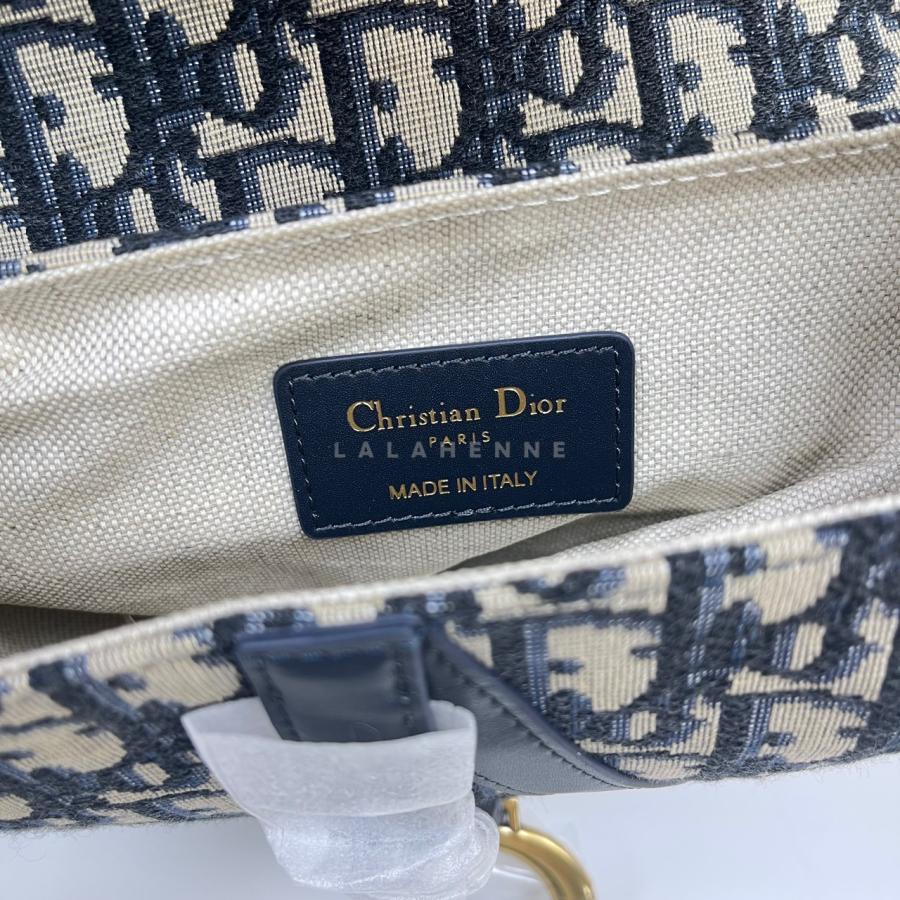 Christian Dior
PARIS
LALAHENNE
MADE IN ITALY